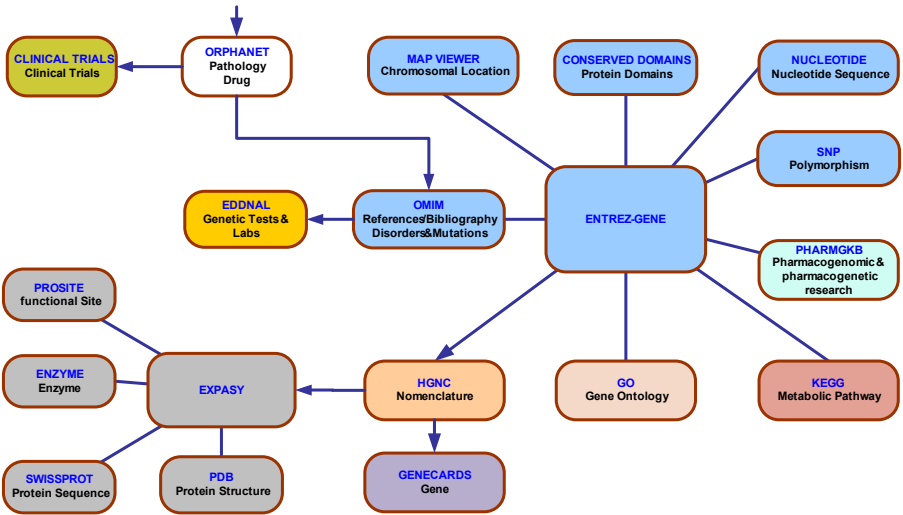 CLINICAL TRIALS
Clinical Trials
ORPHANET
Pathology
Drug
MAP VIEWER
Chromosomal Location
CONSERVED DOMAINS
Protein Domains
NUCLEOTIDE
Nucleotide Sequence
SNP
Polymorphism
EDDNAL
Genetic Tests &
Labs
OMIM
References/Bibliography
Disorders&Mutations
ENTREZ-GENE
PHARMGKB
Pharmacogenomic &
pharmacogenetic
research
PROSITE
functional Site
ENZYME
Enzyme
EXPASY
HGNC
Nomenclature
GO
Gene Ontology
KEGG
Metabolic Pathway
SWISSPROT
Protein Sequence
PDB
Protein Structure
GENECARDS
Gene